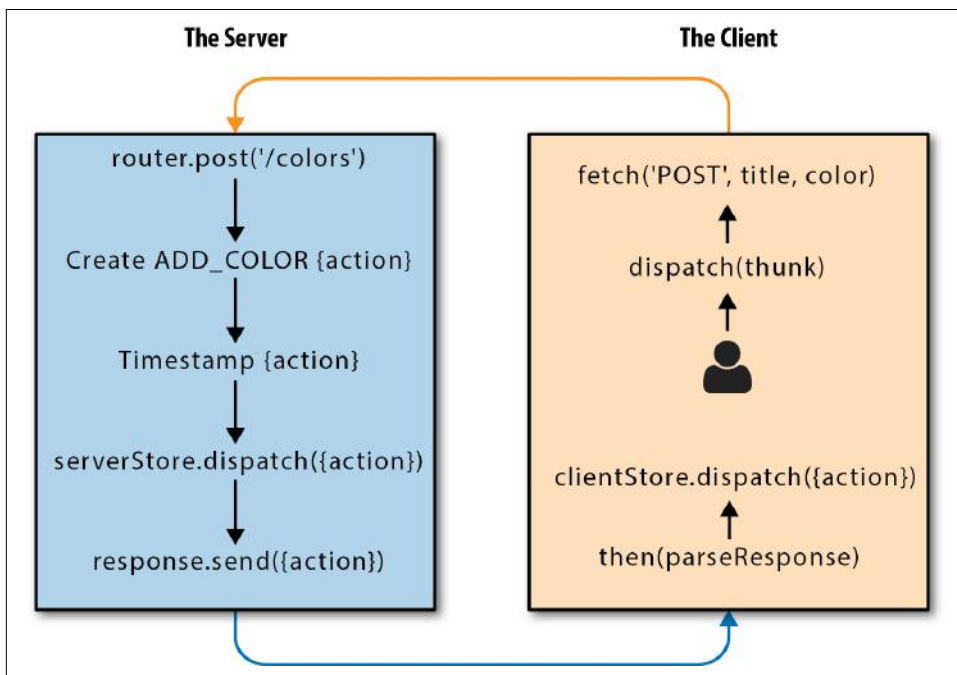 The Server
The Client
router.post('/colors')
Create ADD_COLOR {action}
Timestamp {action}
serverStore.dispatch({action})
response.send({action})
fetch('POST', title, color)
dispatch(thunk)
clientStore.dispatch({action})
then(parseResponse)